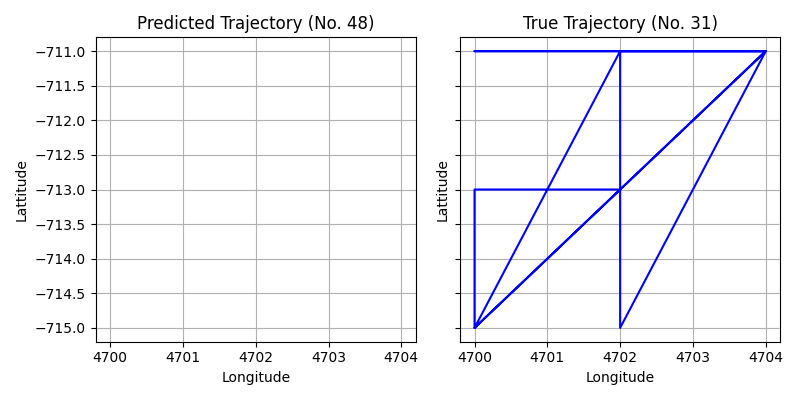 Predicted Trajectory (No. 48)
True Trajectory (No. 31)
−711.0
−711.5
−712.0
−712.5
−713.0
−713.5
−714.0
−714.5
−715.0
Lattitude
Lattitude
4700 4701 4702 4703 4704
4700 4701 4702 4703 4704
Longitude
Longitude